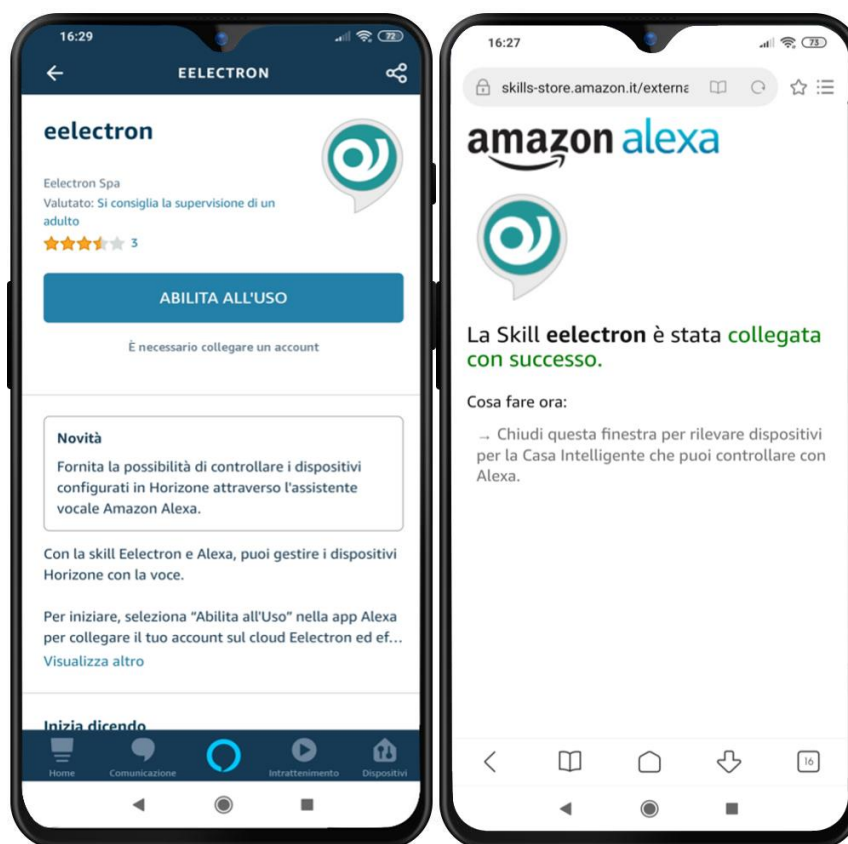 16:29
72
EELECTRON
eelectron
Eelectron Spa
Valutato: Si consiglia la supervisione di un
adulto
3
ABILITA ALL'USO
È necessario collegare un account
Novità
Fornita la possibilità di controllare i dispositivi
configurati in Horizone attraverso l'assistente
vocale Amazon Alexa.
Con la skill Eelectron e Alexa, puoi gestire i dispositivi
Horizone con la voce.
Per iniziare, seleziona "Abilita all'Uso" nella app Alexa
per collegare il tuo account sul cloud Eelectron ed ef...
Visualizza altro
Inizia dicendo
Home
Comunicazione
Intrattenimento
Dispositivi
16:27
73
skills-store.amazon.it/externa
amazon alexa
La Skill eelectron è stata collegata
con successo.
Cosa fare ora:
→ Chiudi questa finestra per rilevare dispositivi
per la Casa Intelligente che puoi controllare con
Alexa.
16